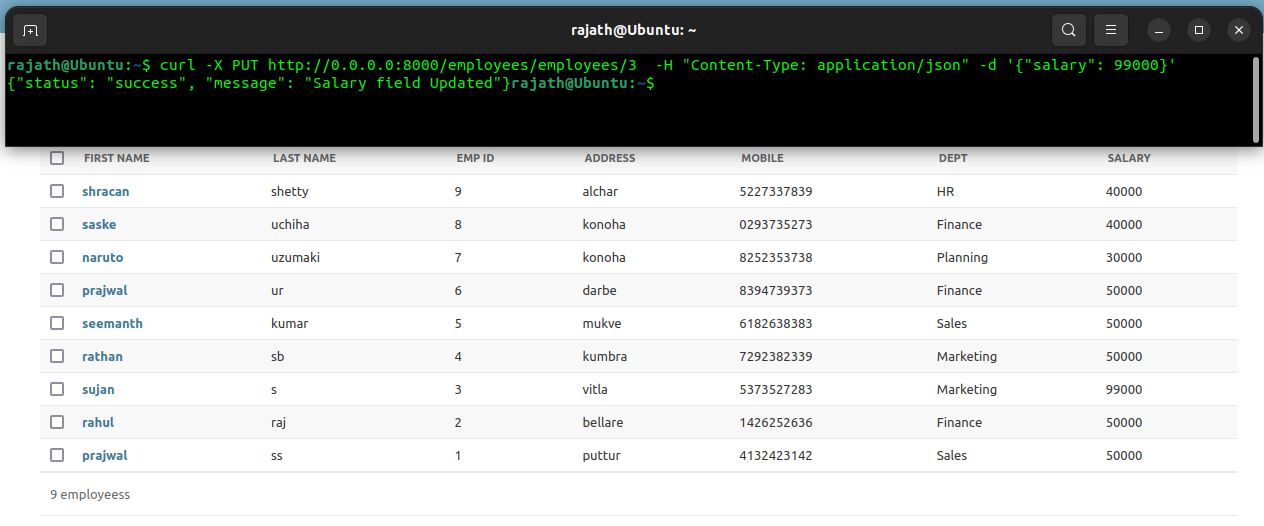 rajath@Ubuntu: ~
rajath@Ubuntu:~$ curl -X PUT http://0.0.0.0:8000/employees/employees/3  -H "Content-Type: application/json" -d '{"salary": 99000}'
{"status": "success", "message": "Salary field Updated"}rajath@Ubuntu:~$
FIRST NAME LAST NAME EMP ID ADDRESS MOBILE DEPT SALARY
shracan shetty 9 alchar 5227337839 HR 40000
saske uchiha 8 konoha 0293735273 Finance 40000
naruto uzumaki 7 konoha 8252353738 Planning 30000
prajwal ur 6 darbe 8394739373 Finance 50000
seemanth kumar 5 mukve 6182638383 Sales 50000
rathan sb 4 kumbra 7292382339 Marketing 50000
sujan s 3 vitla 5373527283 Marketing 99000
rahul raj 2 bellare 1426252636 Finance 50000
prajwal ss 1 puttur 4132423142 Sales 50000
9 employeess